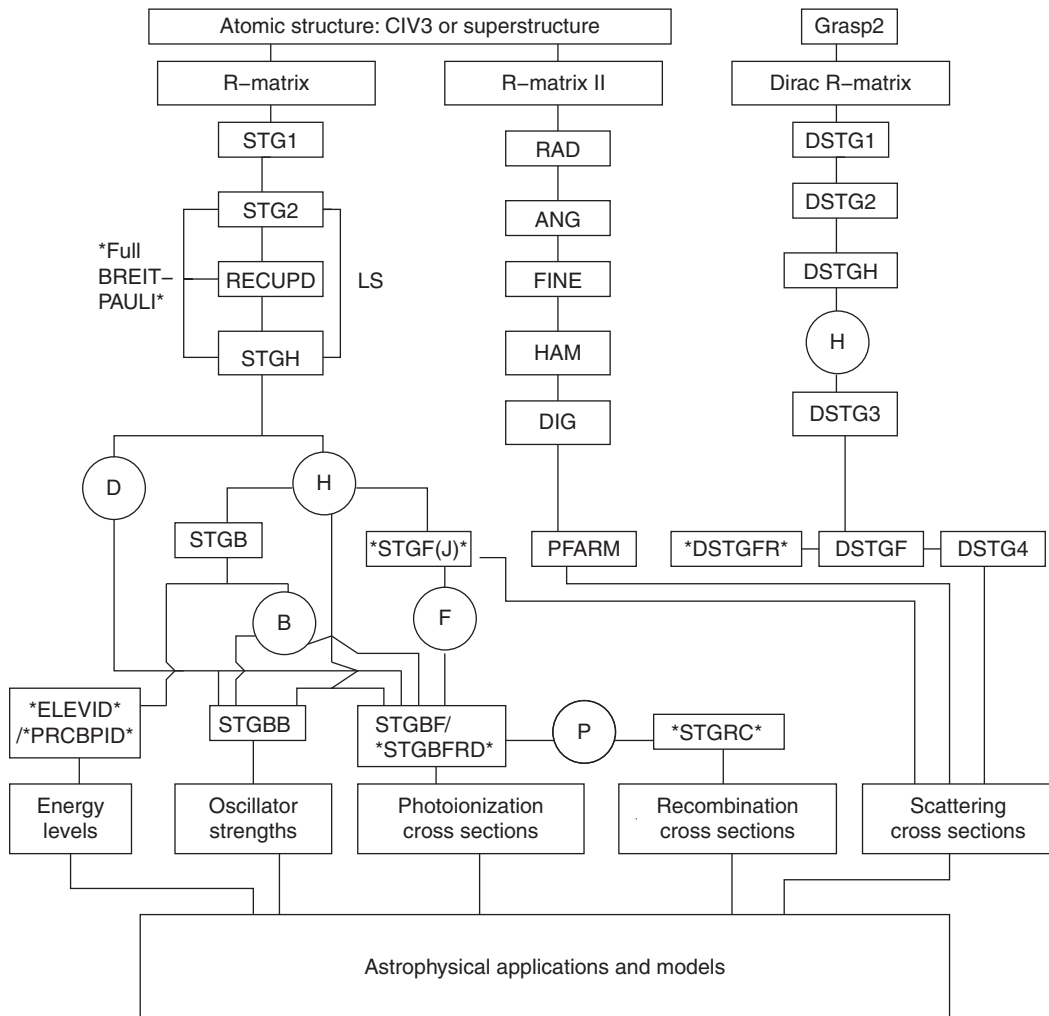 Atomic structure: CIV3 or superstructure
Grasp2
R−matrix
R−matrix II
Dirac R−matrix
STG1
RAD
DSTG1
STG2
ANG
DSTG2
*Full
BREIT−
PAULI*
RECUPD
LS
FINE
DSTGH
STGH
HAM
H
DIG
DSTG3
D
H
STGB
*STGF(J)*
PFARM
*DSTGFR*
DSTGF
DSTG4
B
F
*ELEVID*
/*PRCBPID*
STGBB
STGBF/
*STGBFRD*
P
*STGRC*
Energy
levels
Oscillator
strengths
Photoionization
cross sections
Recombination
cross sections
Scattering
cross sections
Astrophysical applications and models